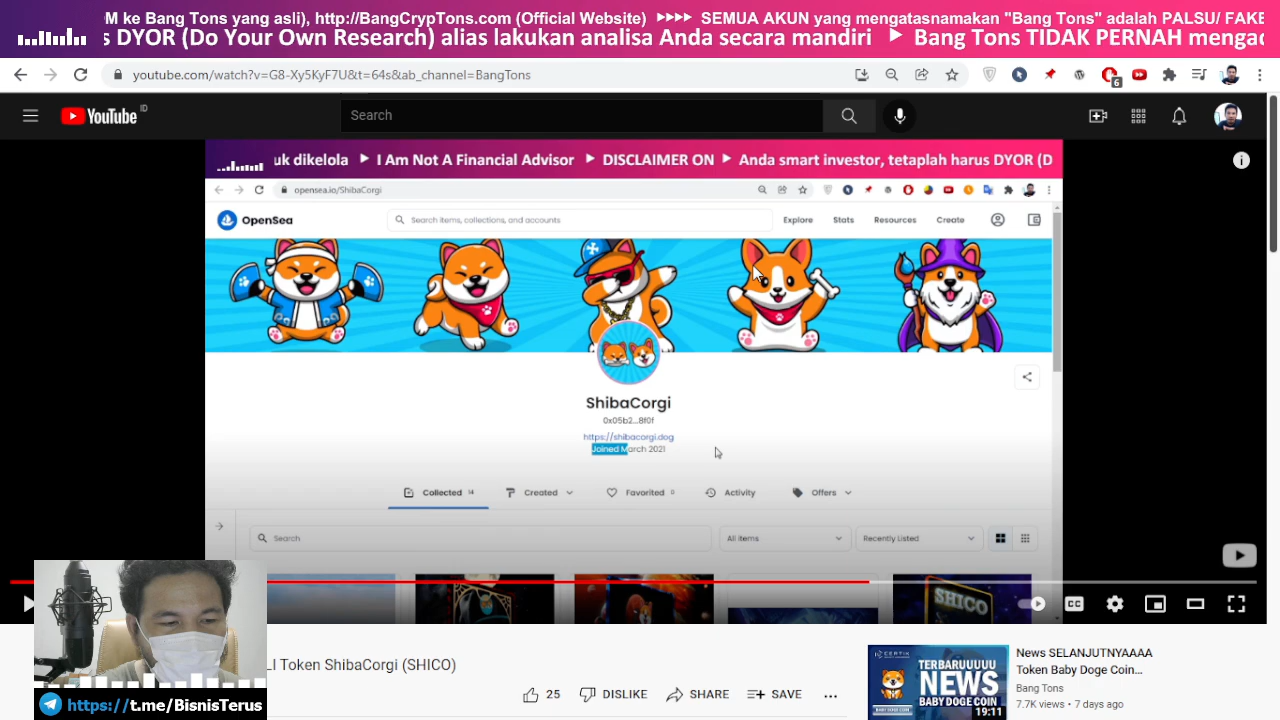 M ke Bang Tons yang asli), http://BangCrypTons.com (Official Website) ▸▸▸▸ SEMUA AKUN yang mengatasnamakan "Bang Tons" adalah PALSU/ FAKE
s DYOR (Do Your Own Research) alias lakukan analisa Anda secara mandiri ▶ Bang Tons TIDAK PERNAH mengad
youtube.com/watch?v=G8-Xy5KyF7U&t=64s&ab_channel=BangTons
6
YouTube ID
Search
uk dikelola ▶ I Am Not A Financial Advisor ▶ DISCLAIMER ON ▶ Anda smart investor, tetaplah harus DYOR (D
opensea.io/ShibaCorgi
OpenSea
Search items, collections, and accounts
Explore Stats Resources Create
ShibaCorgi
0x05b2...8f0f
https://shibacorgi.dog
Joined March 2021
Collected 14 Created Favorited 0 Activity Offers
Search
All items
Recently Listed
SHICO
CC
LI Token ShibaCorgi (SHICO)
25 DISLIKE SHARE SAVE ...
CERTIK
TERBARUUUUU
NEWS
BABY DOGE COIN
19:11
News SELANJUTNYAAAA
Token Baby Doge Coin...
Bang Tons
7.7K views • 7 days ago
https://t.me/BisnisTerus